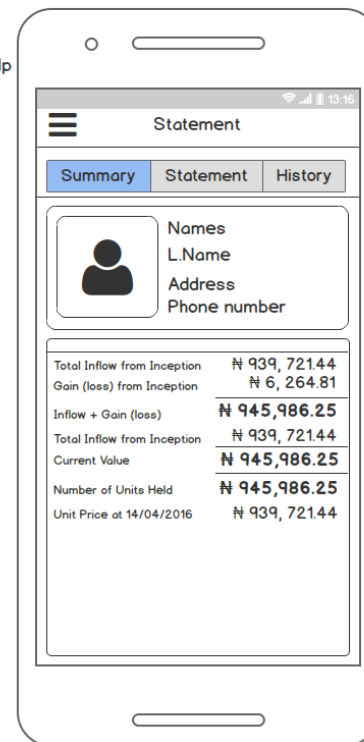 lp
13:16
Statement
Summary Statement History
Names
L.Name
Address
Phone number
Total Inflow from Inception ₦ 939, 721.44
Gain (loss) from Inception ₦ 6, 264.81
Inflow + Gain (loss) ₦ 945,986.25
Total Inflow from Inception ₦ 939, 721.44
Current Value ₦ 945,986.25
Number of Units Held ₦ 945,986.25
Unit Price at 14/04/2016 ₦ 939, 721.44